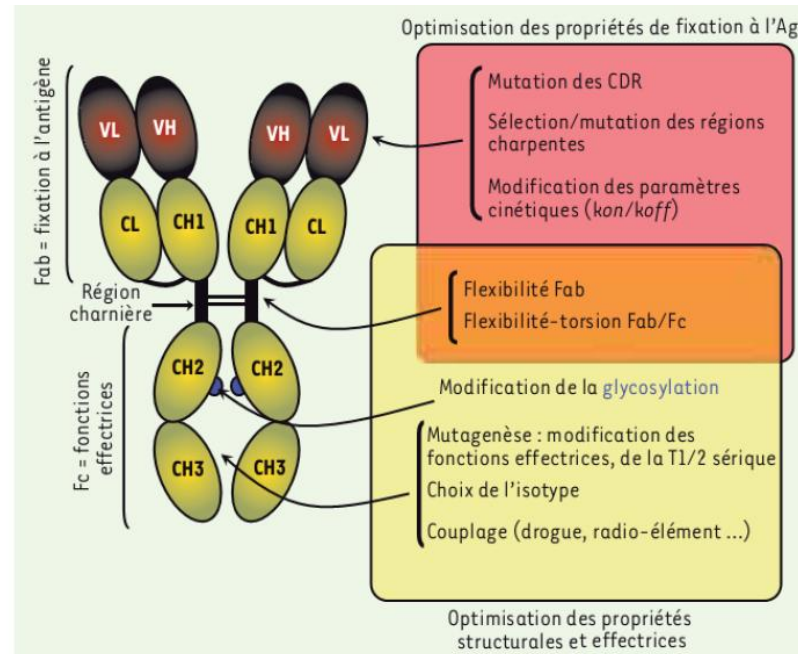 Optimisation des propriétés de fixation à l'Ag
Fab = fixation à l'antigène
VL
VH
VH
VL
Mutation des CDR
Sélection/mutation des régions
charpentes
Modification des paramètres
cinétiques (kon/koff)
CL
CH1
CH1
CL
Région
charnière
Flexibilité Fab
Flexibilité-torsion Fab/Fc
Fc = fonctions
effectrices
CH2
CH2
Modification de la glycosylation
CH3
CH3
Mutagenèse : modification des
fonctions effectrices, de la T1/2 sérique
Choix de l'isotype
Couplage (drogue, radio-élément ...)
Optimisation des propriétés
structurales et effectrices